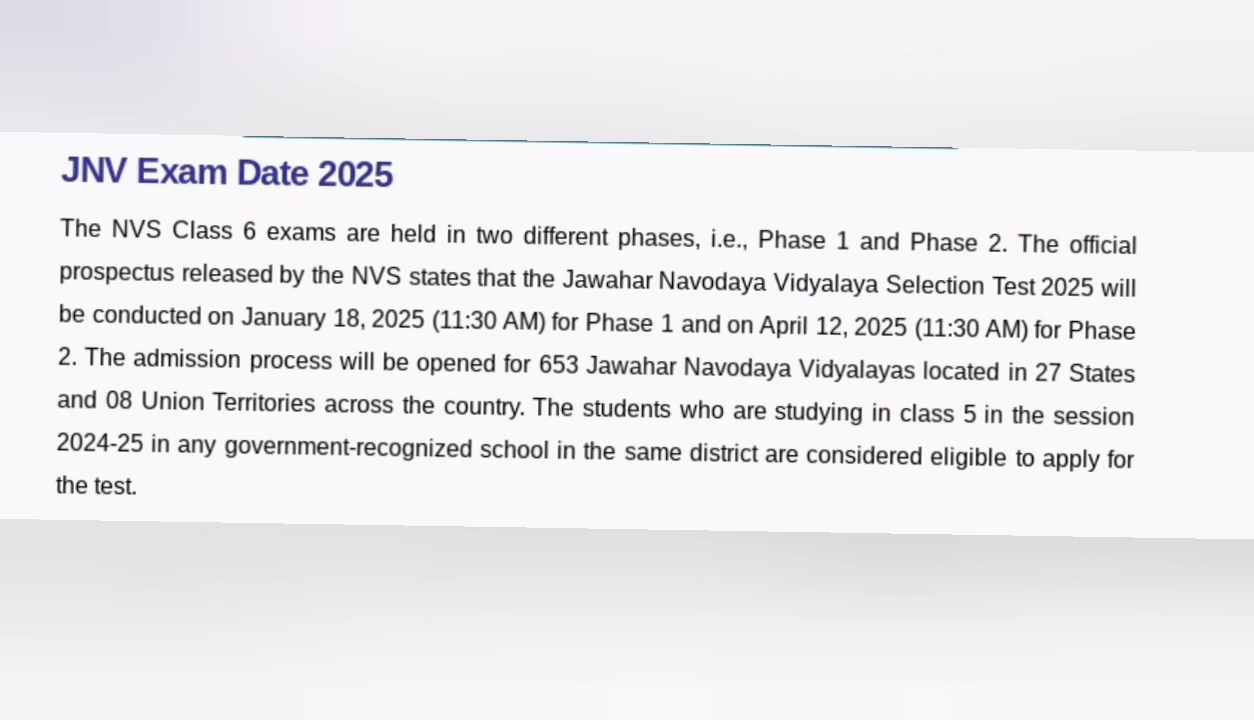 JNV Exam Date 2025
The NVS Class 6 exams are held in two different phases, i.e., Phase 1 and Phase 2. The official
prospectus released by the NVS states that the Jawahar Navodaya Vidyalaya Selection Test 2025 will
be conducted on January 18, 2025 (11:30 AM) for Phase 1 and on April 12, 2025 (11:30 AM) for Phase
2. The admission process will be opened for 653 Jawahar Navodaya Vidyalayas located in 27 States
and 08 Union Territories across the country. The students who are studying in class 5 in the session
2024-25 in any government-recognized school in the same district are considered eligible to apply for
the test.